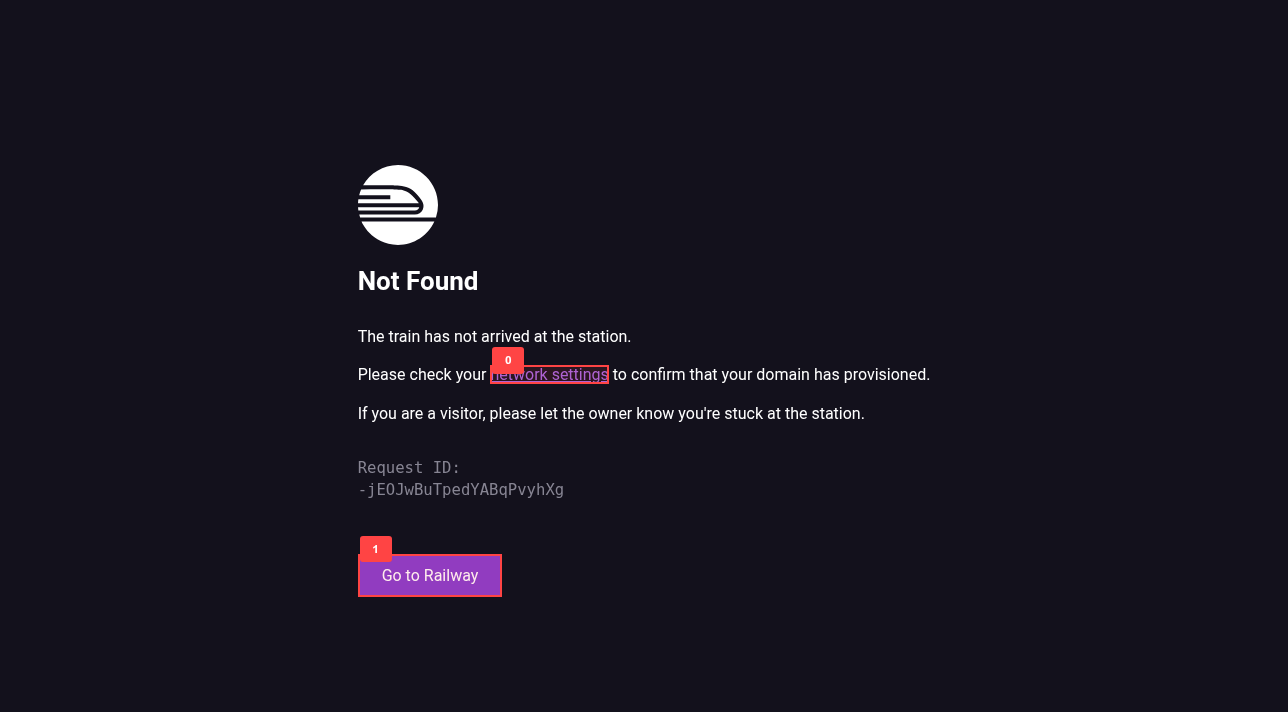 Not Found
The train has not arrived at the station.
0
Please check your network settings to confirm that your domain has provisioned.
If you are a visitor, please let the owner know you're stuck at the station.
Request ID:
-jEOJwBuTpedYABqPvyhXg
1
Go to Railway